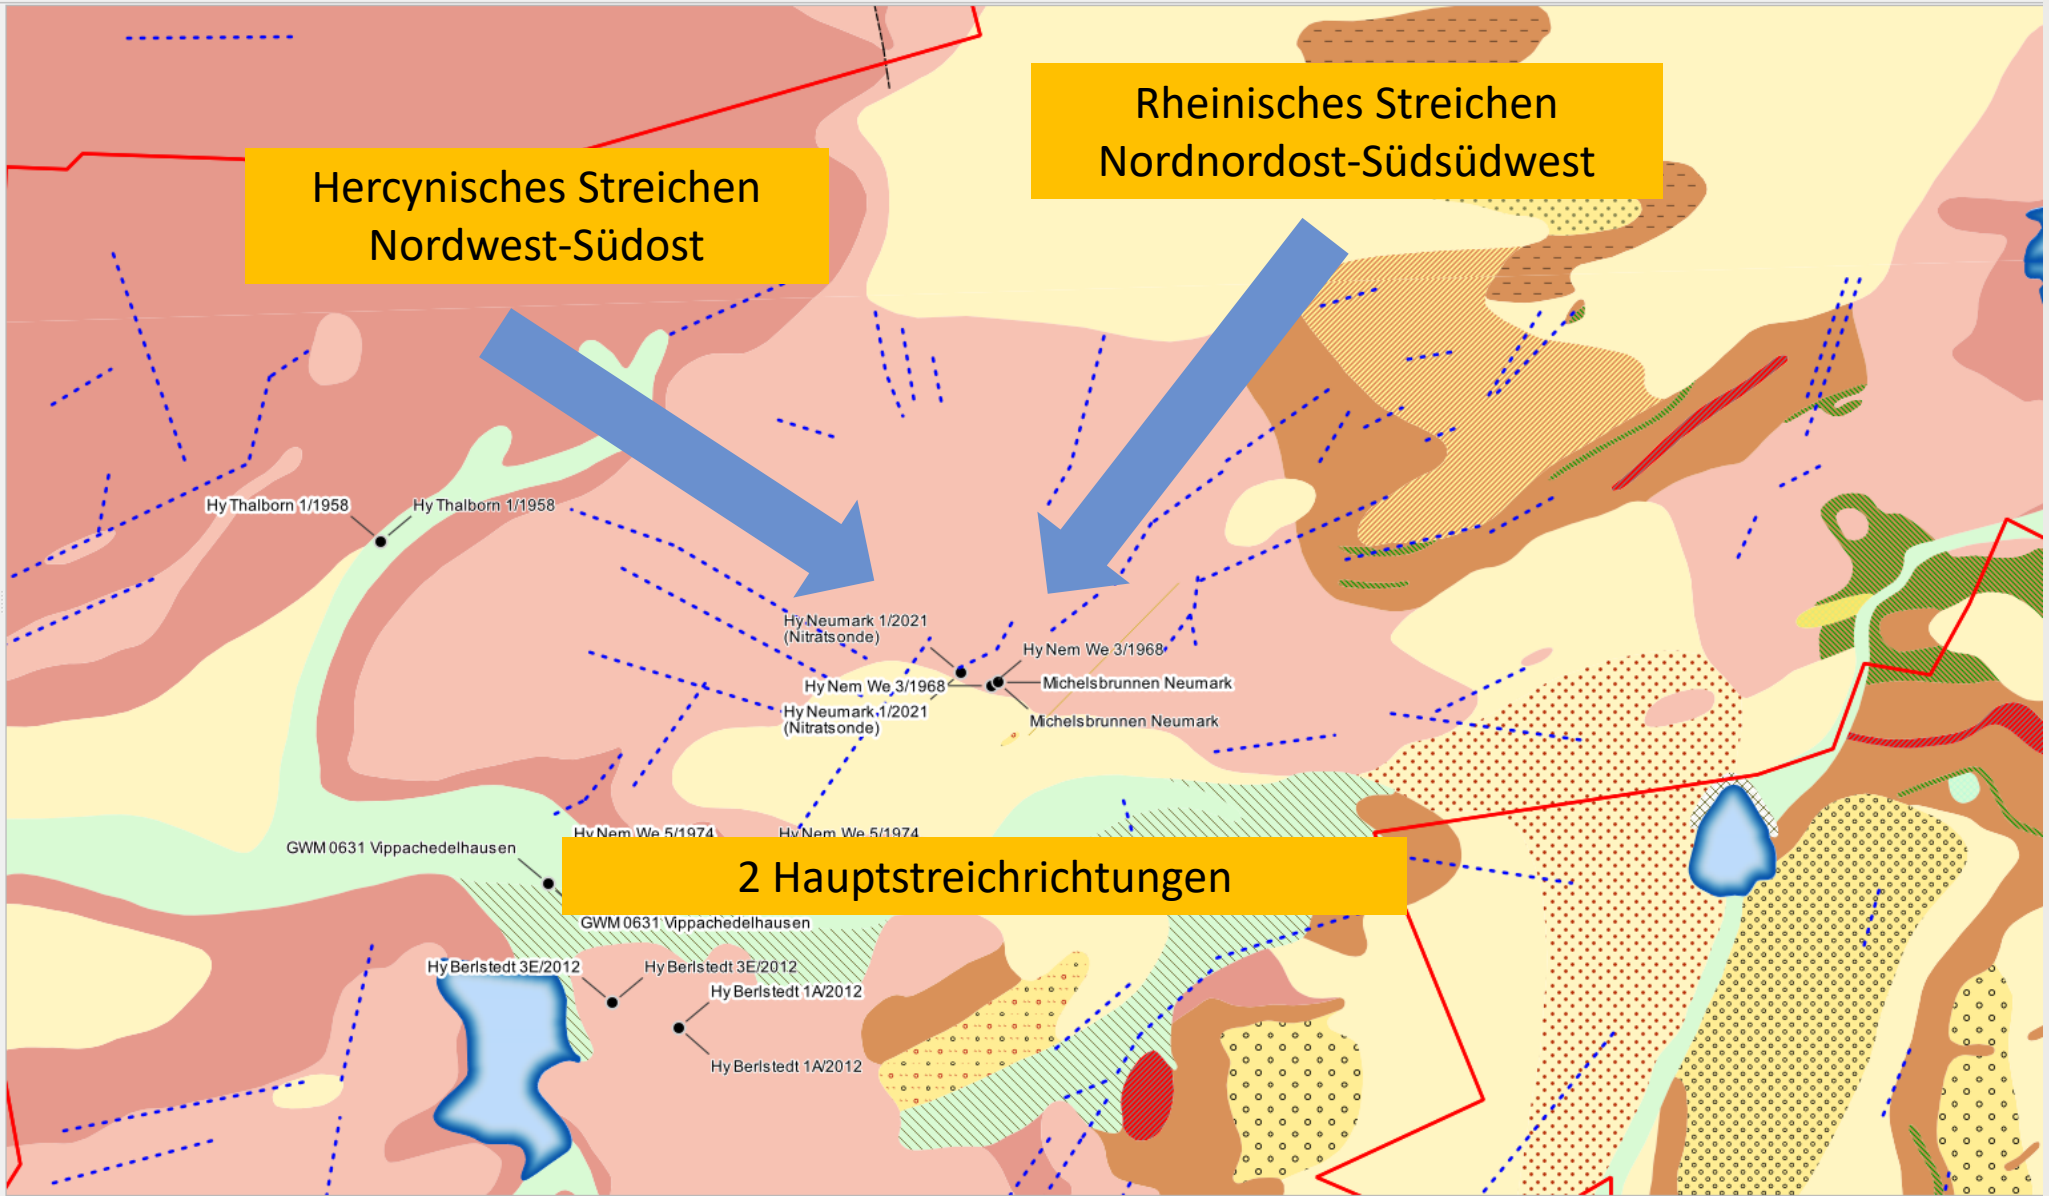 Rheinisches Streichen
Nordnordost-Südsüdwest
Hercynisches Streichen
Nordwest-Südost
Hy Thalborn 1/1958
Hy Thalborn 1/1958
Hy Neumark 1/2021
(Nitratsonde)
Hy Nem We 3/1968
Hy Nem We 3/1968
Michelsbrunnen Neumark
Hy Neumark 1/2021
(Nitratsonde)
Michelsbrunnen Neumark
Hy Nem We 5/1974
Hy Nem We 5/1974
GWM 0631 Vippachedelhausen
2 Hauptstreichrichtungen
GWM 0631 Vippachedelhausen
Hy Berlstedt 3E/2012
Hy Berlstedt 3E/2012
Hy Berlstedt 1A/2012
Hy Berlstedt 1A/2012